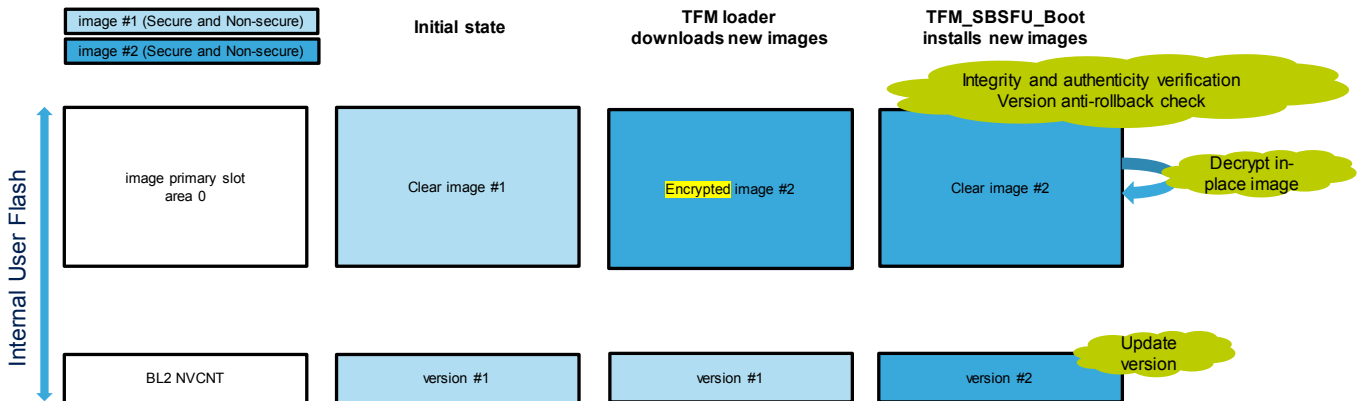 image #1 (Secure and Non-secure)
image #2 (Secure and Non-secure)
Initial state
TFM loader
downloads new images
TFM_SBSFU_Boot
installs new images
Integrity and authenticity verification
Version anti-rollback check
Internal User Flash
image primary slot
area 0
Clear image #1
Encrypted image #2
Clear image #2
Decrypt in-
place image
BL2 NVCNT
version #1
version #1
version #2
Update
version